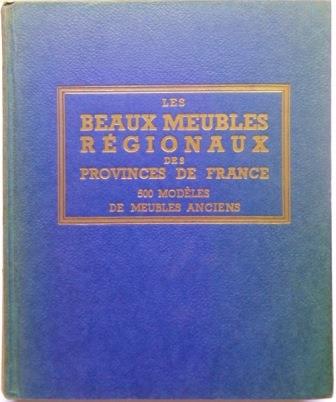 LES
BEAUX MEUBLES
RÉGIONAUX
DES
PROVINCES DE FRANCE
500 MODÈLES
DE MEUBLES ANCIENS